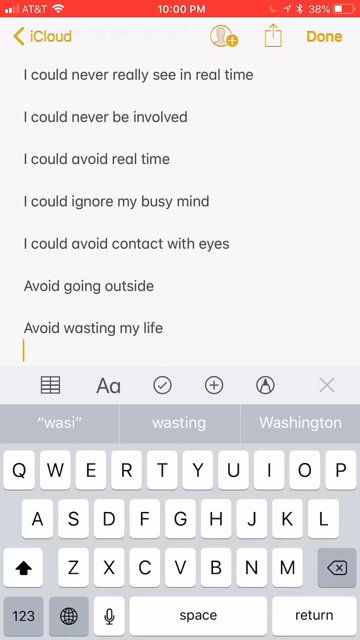 AT&T 10:00 PM 38%
iCloud Done
I could never really see in real time
I could never be involved
I could avoid real time
I could ignore my busy mind
I could avoid contact with eyes
Avoid going outside
Avoid wasting my life
Aa
“wasi” wasting Washington
Q W E R T Y U I O P
A S D F G H J K L
Z X C V B N M
123 space return